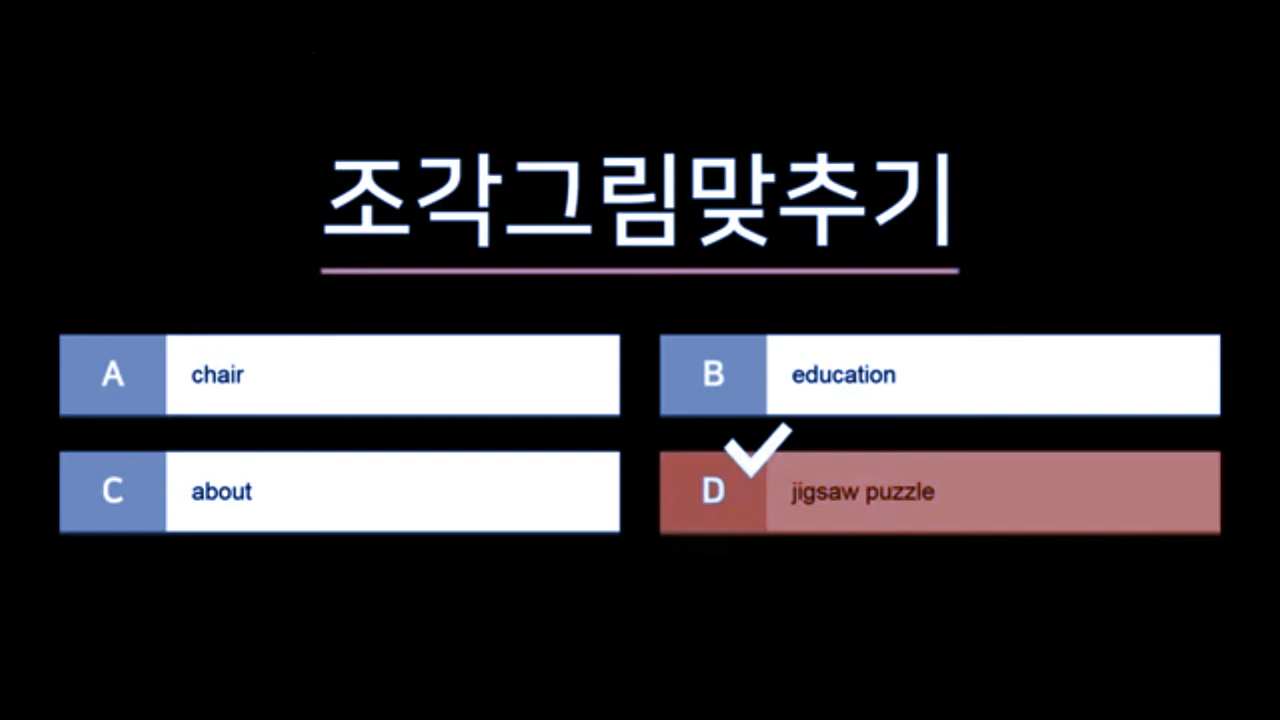 조각그림맞추기
A chair
B education
C about
D jigsaw puzzle